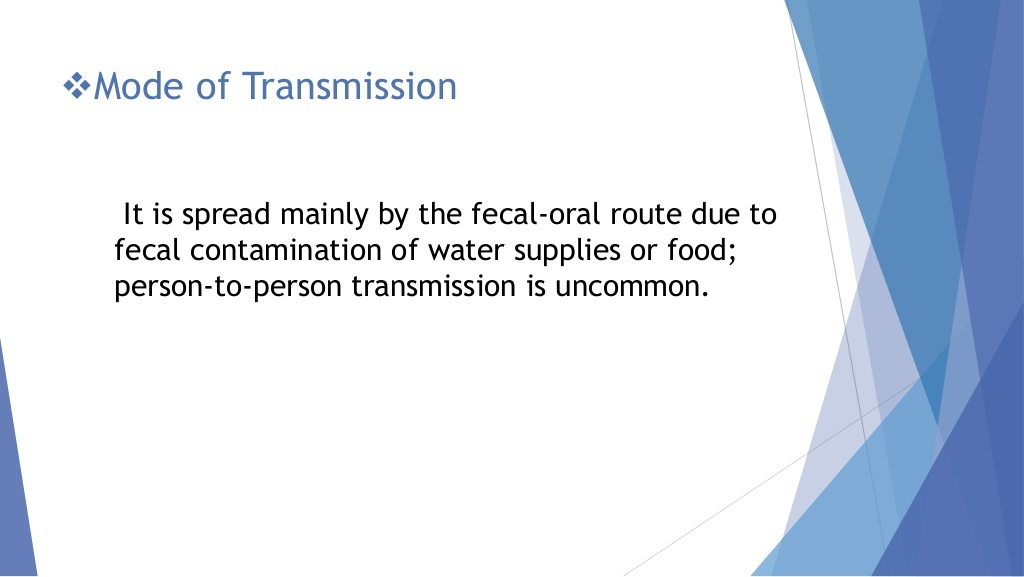 ❖Mode of Transmission
It is spread mainly by the fecal-oral route due to
fecal contamination of water supplies or food;
person-to-person transmission is uncommon.